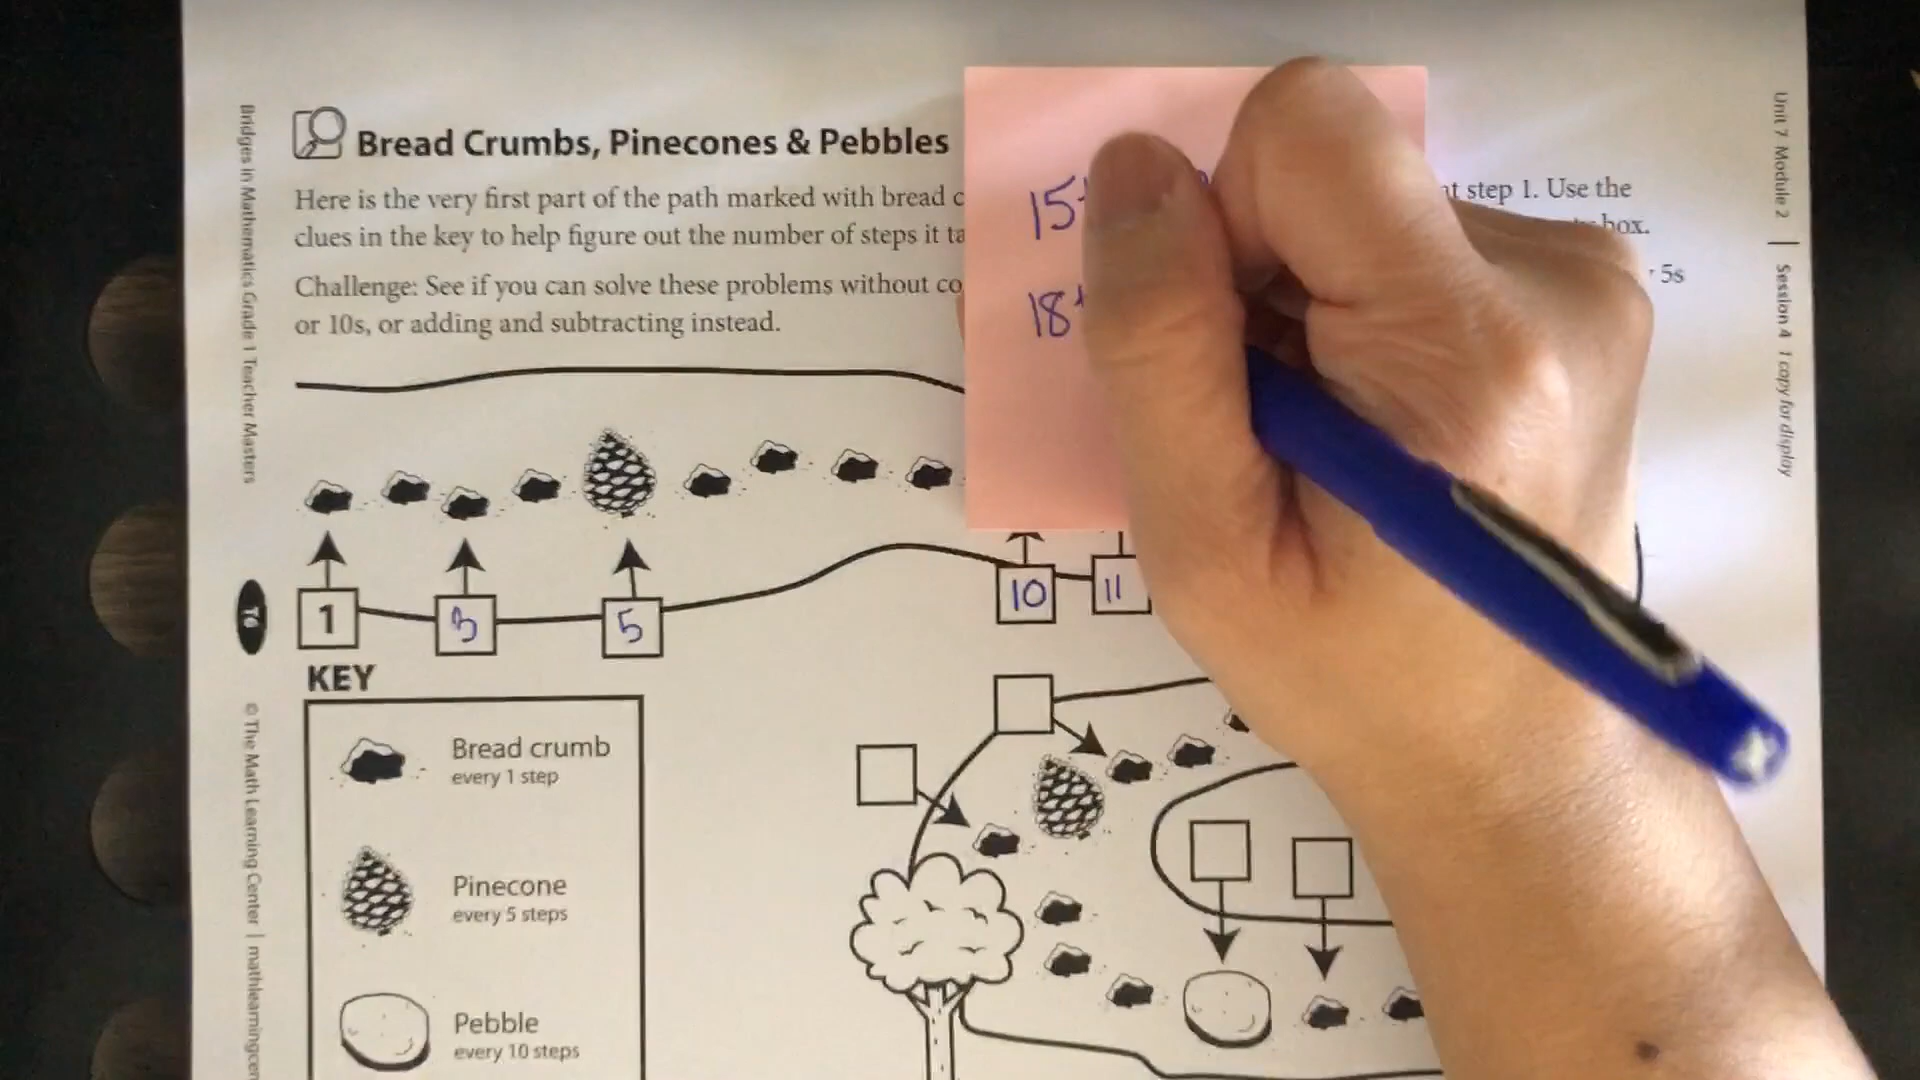 Bread Crumbs, Pinecones & Pebbles
Here is the very first part of the path marked with bread c
at step 1. Use the
clues in the key to help figure out the number of steps it ta
box.
Challenge: See if you can solve these problems without co
5s
or 10s, or adding and subtracting instead.
15+
18+
1 3 5 10 11
KEY
Bread crumb
every 1 step
Pinecone
every 5 steps
Pebble
every 10 steps
Bridges in Mathematics Grade 1 Teacher Masters
T6
© The Math Learning Center | mathlearningcen
Unit 7 Module 2 | Session 4 1 copy for display